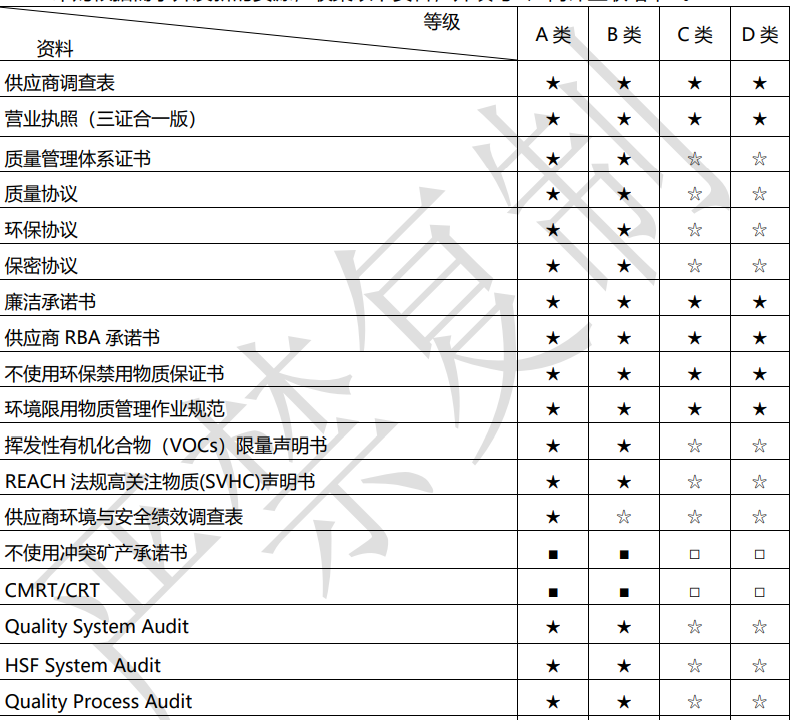 等级
资料 A 类 B 类 C 类 D 类
供应商调查表 ★ ★ ★ ★
营业执照（三证合一版） ★ ★ ★ ★
质量管理体系证书 ★ ★ ☆ ☆
质量协议 ★ ★ ☆ ☆
环保协议 ★ ★ ☆ ☆
保密协议 ★ ★ ☆ ☆
廉洁承诺书 ★ ★ ★ ★
供应商 RBA 承诺书 ★ ★ ★ ★
不使用环保禁用物质保证书 ★ ★ ★ ★
环境限用物质管理作业规范 ★ ★ ★ ★
挥发性有机化合物（VOCs）限量声明书 ★ ★ ☆ ☆
REACH 法规高关注物质(SVHC)声明书 ★ ★ ☆ ☆
供应商环境与安全绩效调查表 ★ ☆ ☆ ☆
不使用冲突矿产承诺书 ■ ■ □ □
CMRT/CRT ■ ■ □ □
Quality System Audit ★ ★ ☆ ☆
HSF System Audit ★ ★ ☆ ☆
Quality Process Audit ★ ★ ☆ ☆
严禁复制